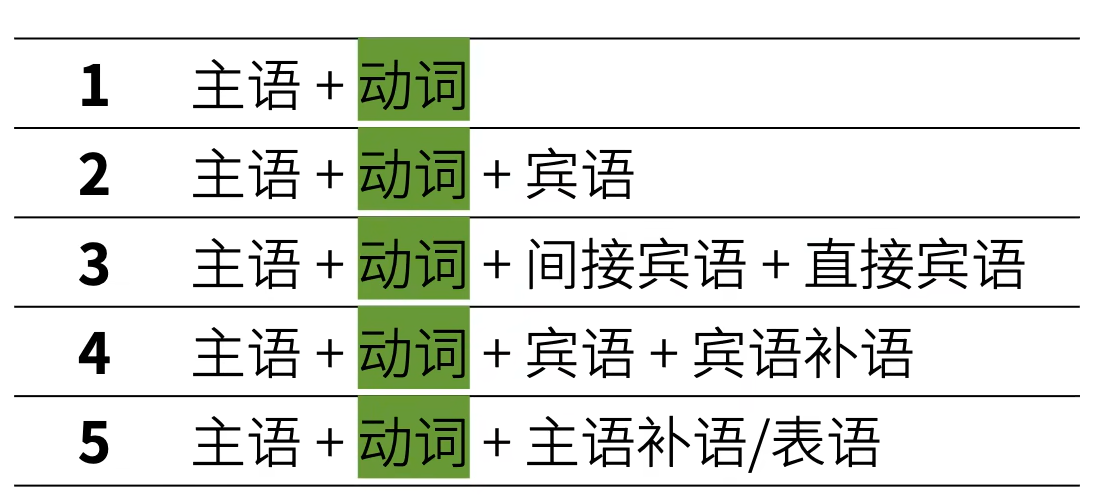 1 主语 + 动词
2 主语 + 动词 + 宾语
3 主语 + 动词 + 间接宾语 + 直接宾语
4 主语 + 动词 + 宾语 + 宾语补语
5 主语 + 动词 + 主语补语/表语